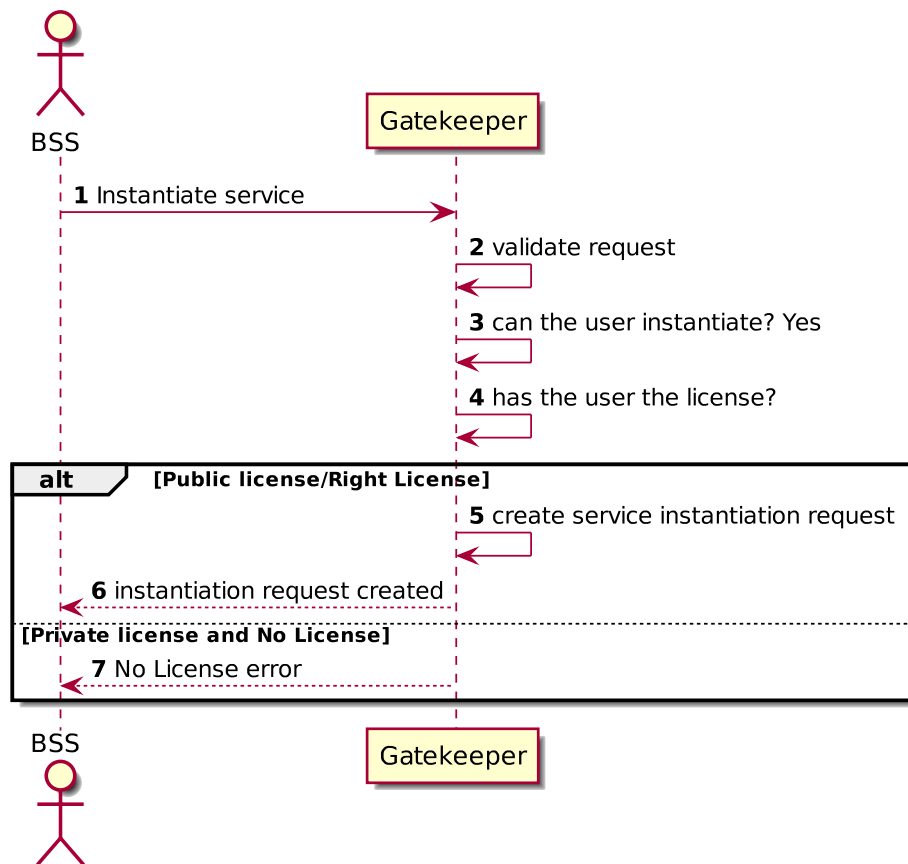 BSS
Gatekeeper
1 Instantiate service
2 validate request
3 can the user instantiate? Yes
4 has the user the license?
alt [Public license/Right License]
5 create service instantiation request
6 instantiation request created
[Private license and No License]
7 No License error
BSS
Gatekeeper